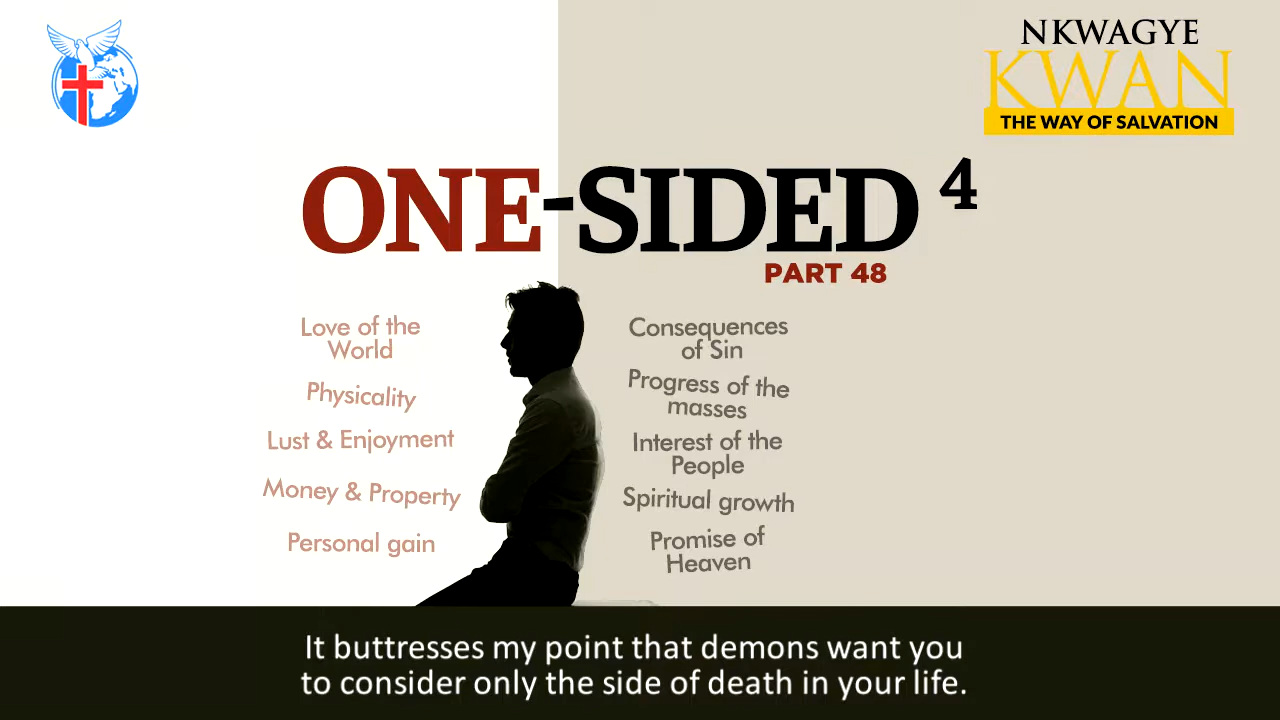 NKWAGYE
KWAN
THE WAY OF SALVATION
ONE-SIDED 4
PART 48
Love of the
World
Physicality
Lust & Enjoyment
Money & Property
Personal gain
Consequences
of Sin
Progress of the
masses
Interest of the
People
Spiritual growth
Promise of
Heaven
It buttresses my point that demons want you
to consider only the side of death in your life.